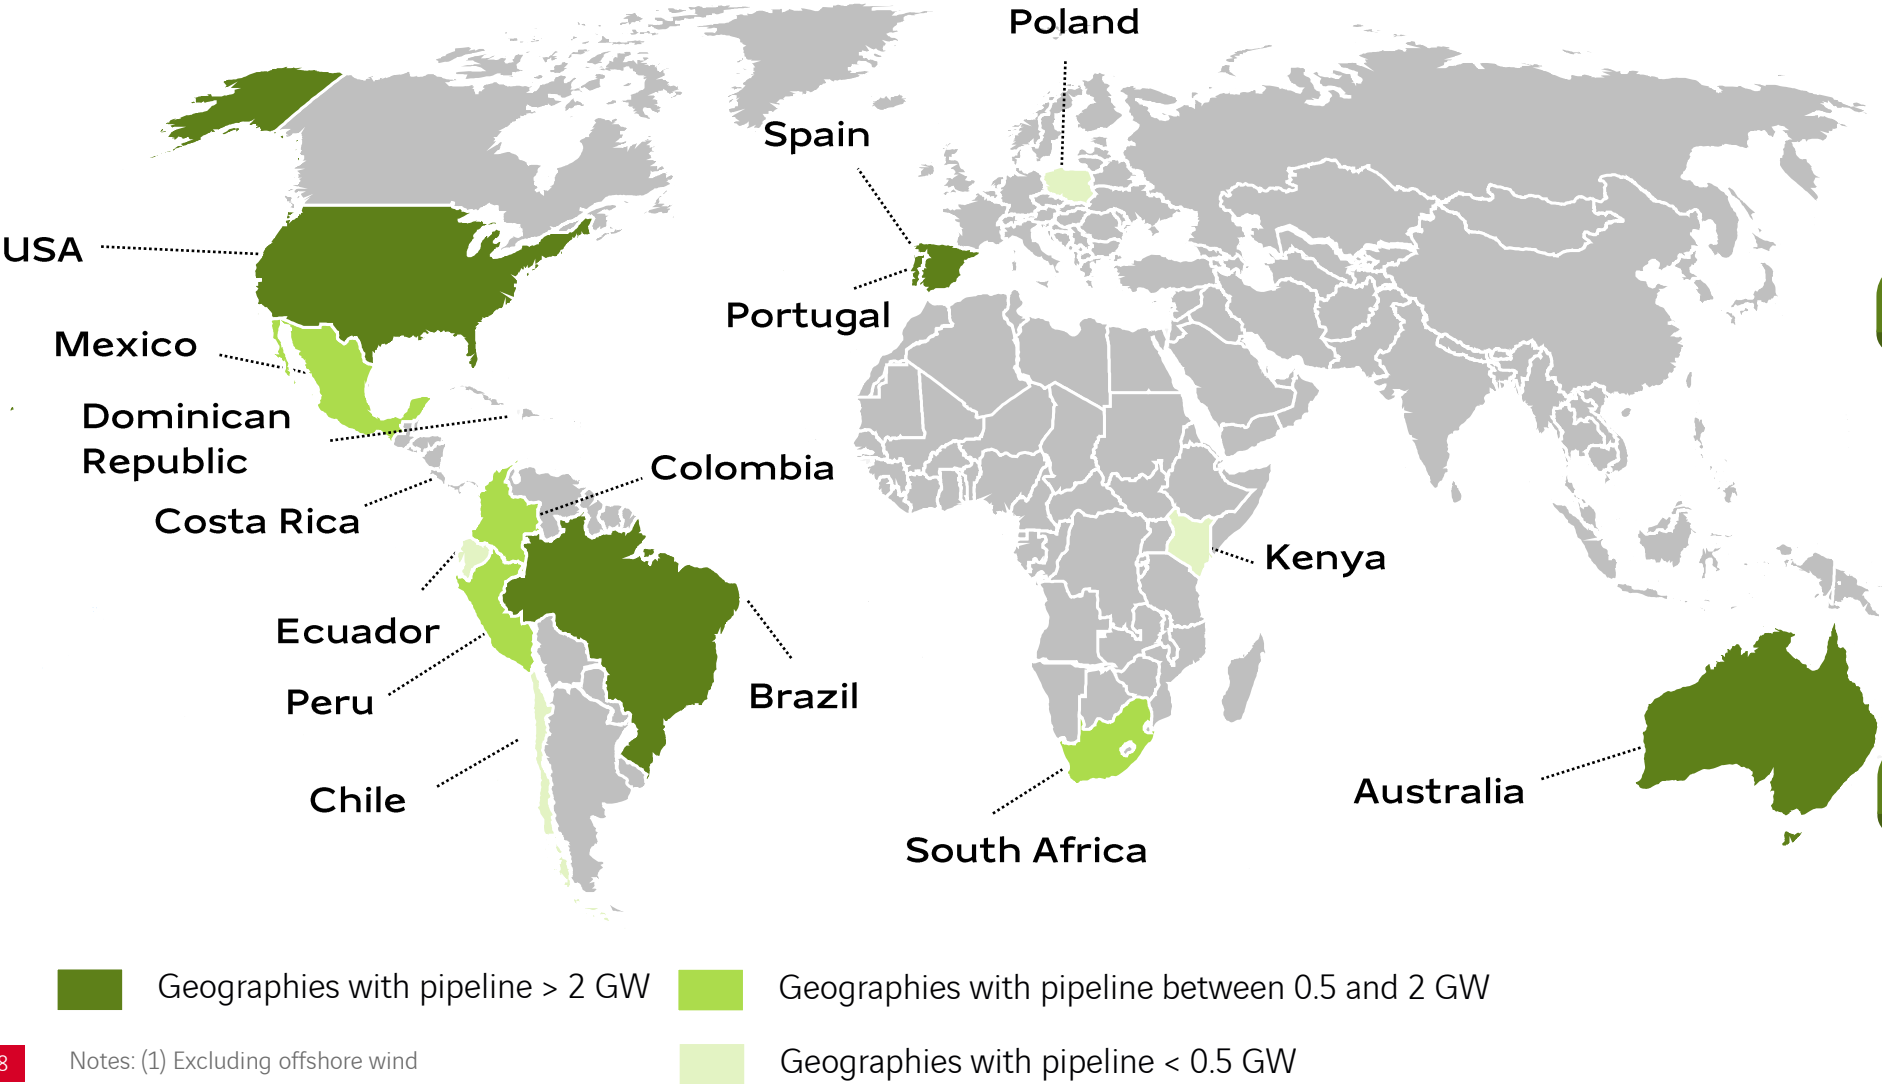 Poland
Spain
USA
Portugal
Mexico
Dominican
Republic
Colombia
Costa Rica
Kenya
Ecuador
Peru
Brazil
Chile
Australia
South Africa
Geographies with pipeline > 2 GW
Geographies with pipeline between 0.5 and 2 GW
8
Notes: (1) Excluding offshore wind
Geographies with pipeline < 0.5 GW